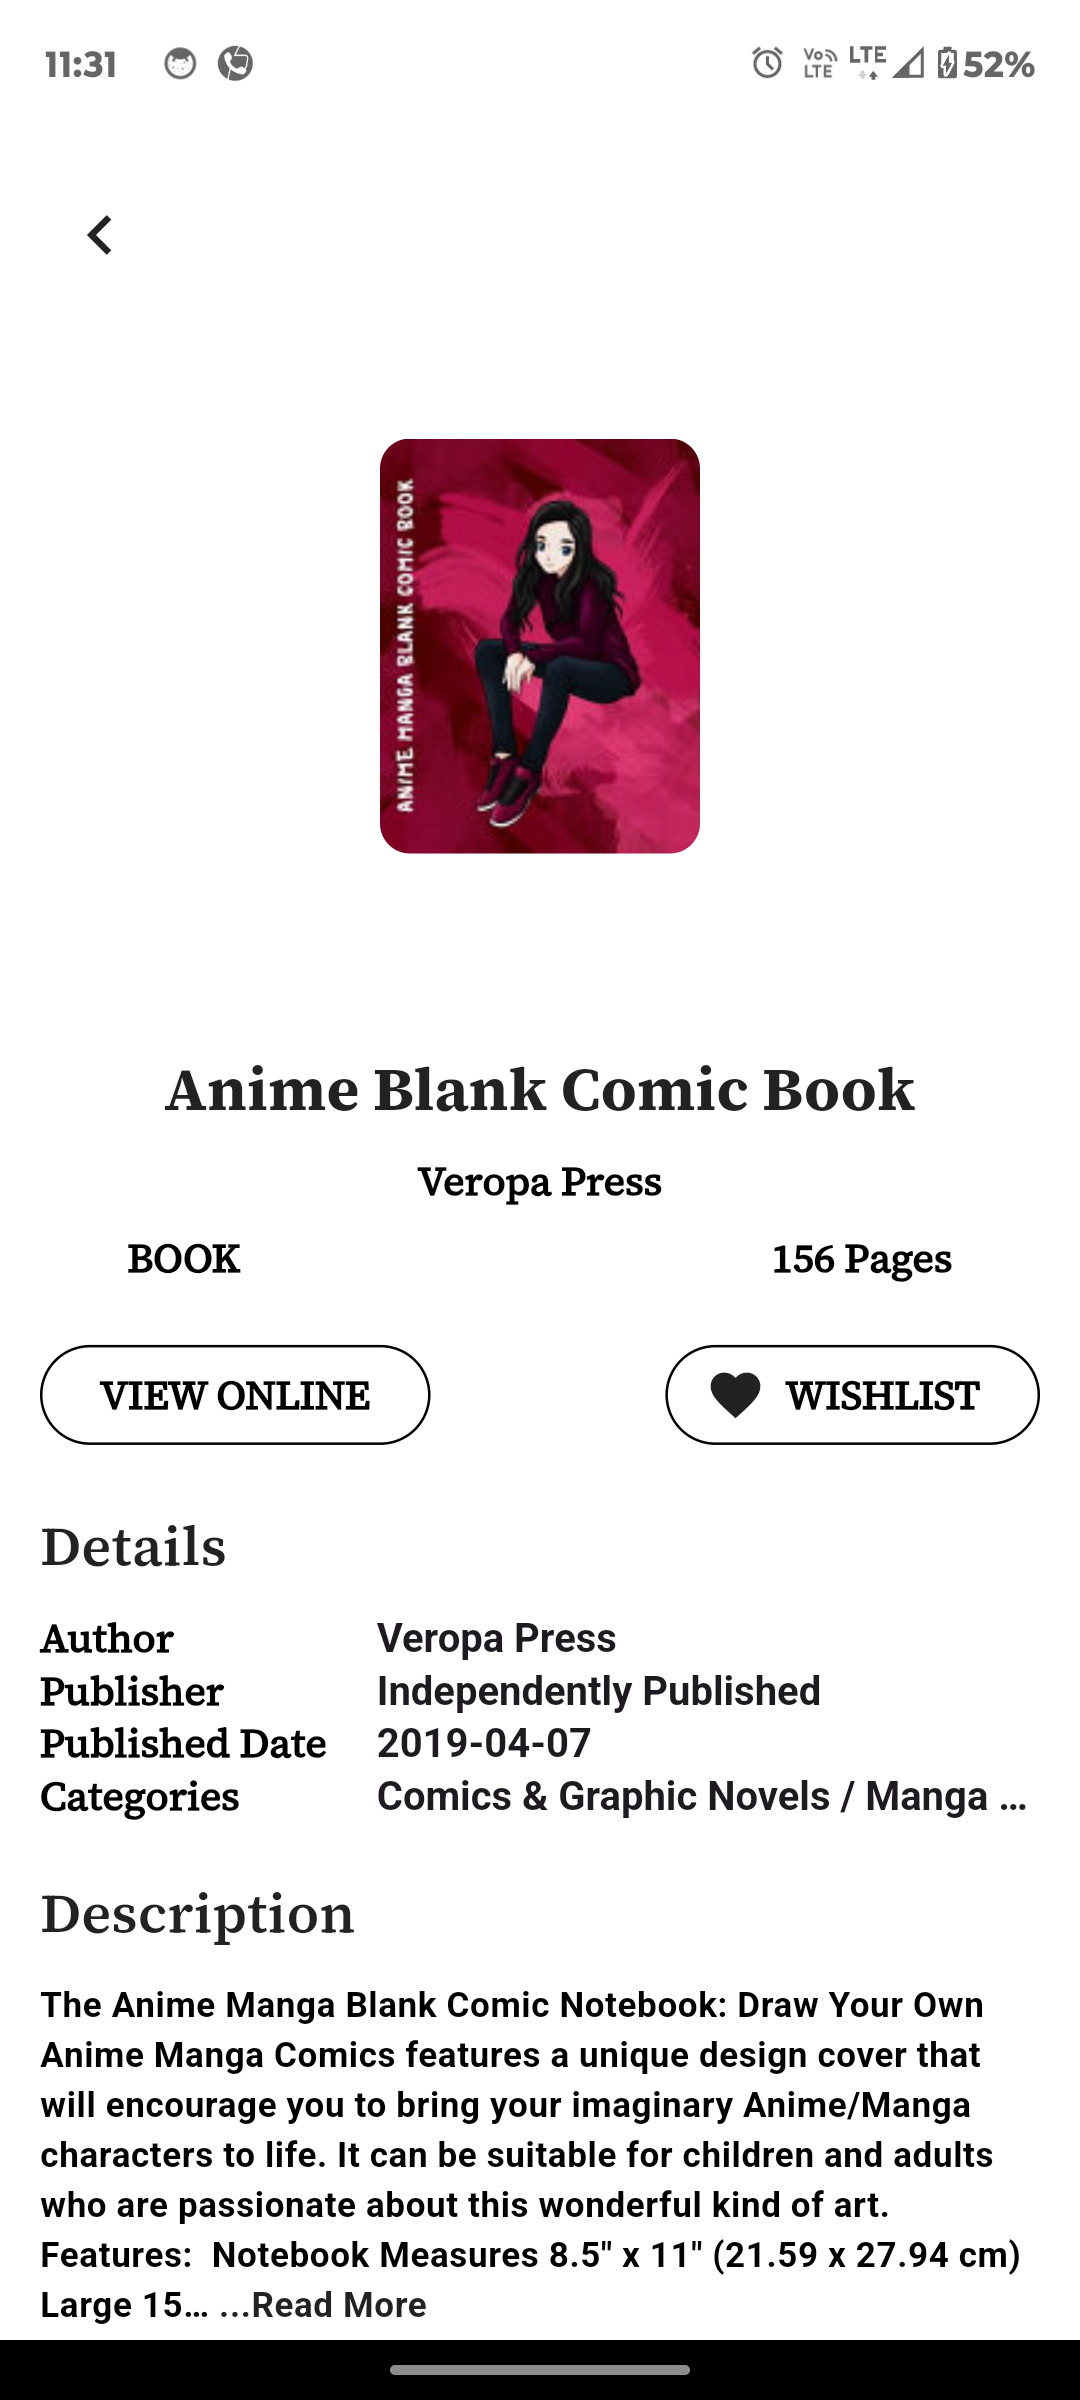 11:31
Vo LTE
LTE
52%
ANIME MANGA BLANK COMIC BOOK
Anime Blank Comic Book
Veropa Press
BOOK
156 Pages
VIEW ONLINE
WISHLIST
Details
Author Veropa Press
Publisher Independently Published
Published Date 2019-04-07
Categories Comics & Graphic Novels / Manga ...
Description
The Anime Manga Blank Comic Notebook: Draw Your Own
Anime Manga Comics features a unique design cover that
will encourage you to bring your imaginary Anime/Manga
characters to life. It can be suitable for children and adults
who are passionate about this wonderful kind of art.
Features:  Notebook Measures 8.5" x 11" (21.59 x 27.94 cm)
Large 15... ...Read More